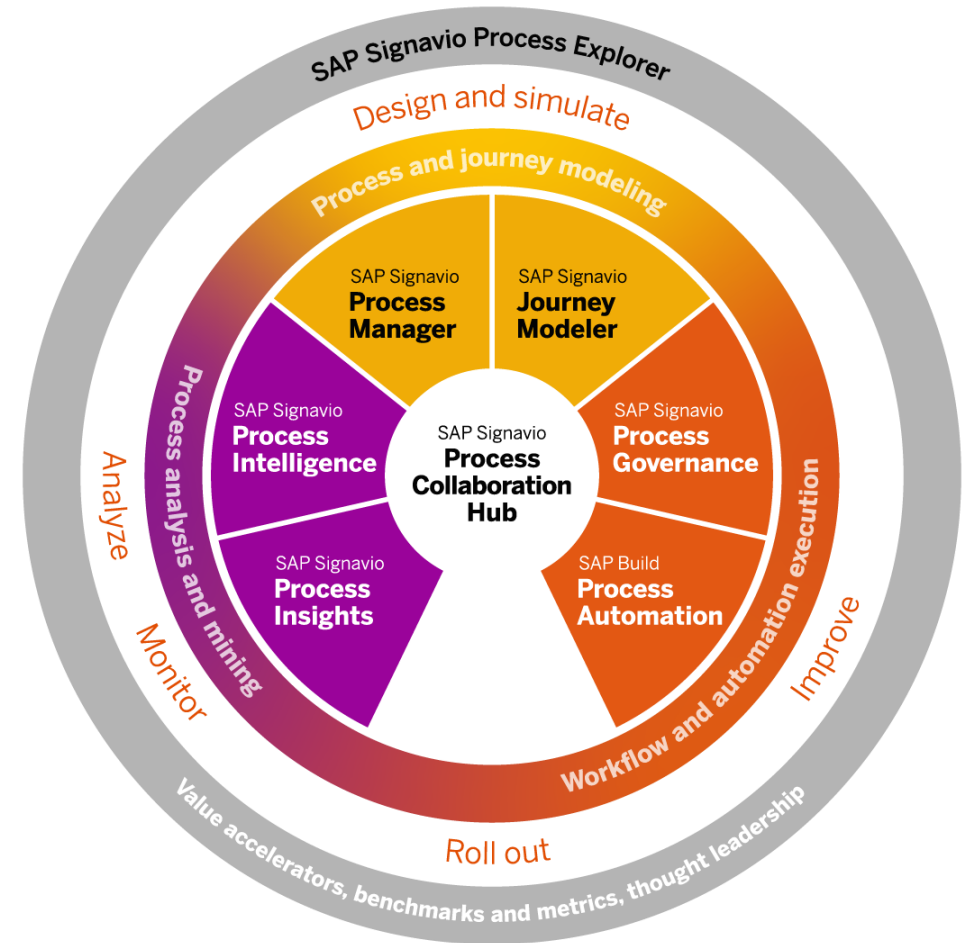 SAP Signavio Process Explorer
Design and simulate
Process and journey modeling
SAP Signavio
Process
Manager
SAP Signavio
Journey
Modeler
SAP Signavio
Process
Intelligence
SAP Signavio
Process
Governance
SAP Signavio
Process
Collaboration
Hub
SAP Signavio
Process
Insights
SAP Build
Process
Automation
Process analysis and mining
Workflow and automation execution
Analyze
Monitor
Improve
Roll out
Value accelerators, benchmarks and metrics, thought leadership